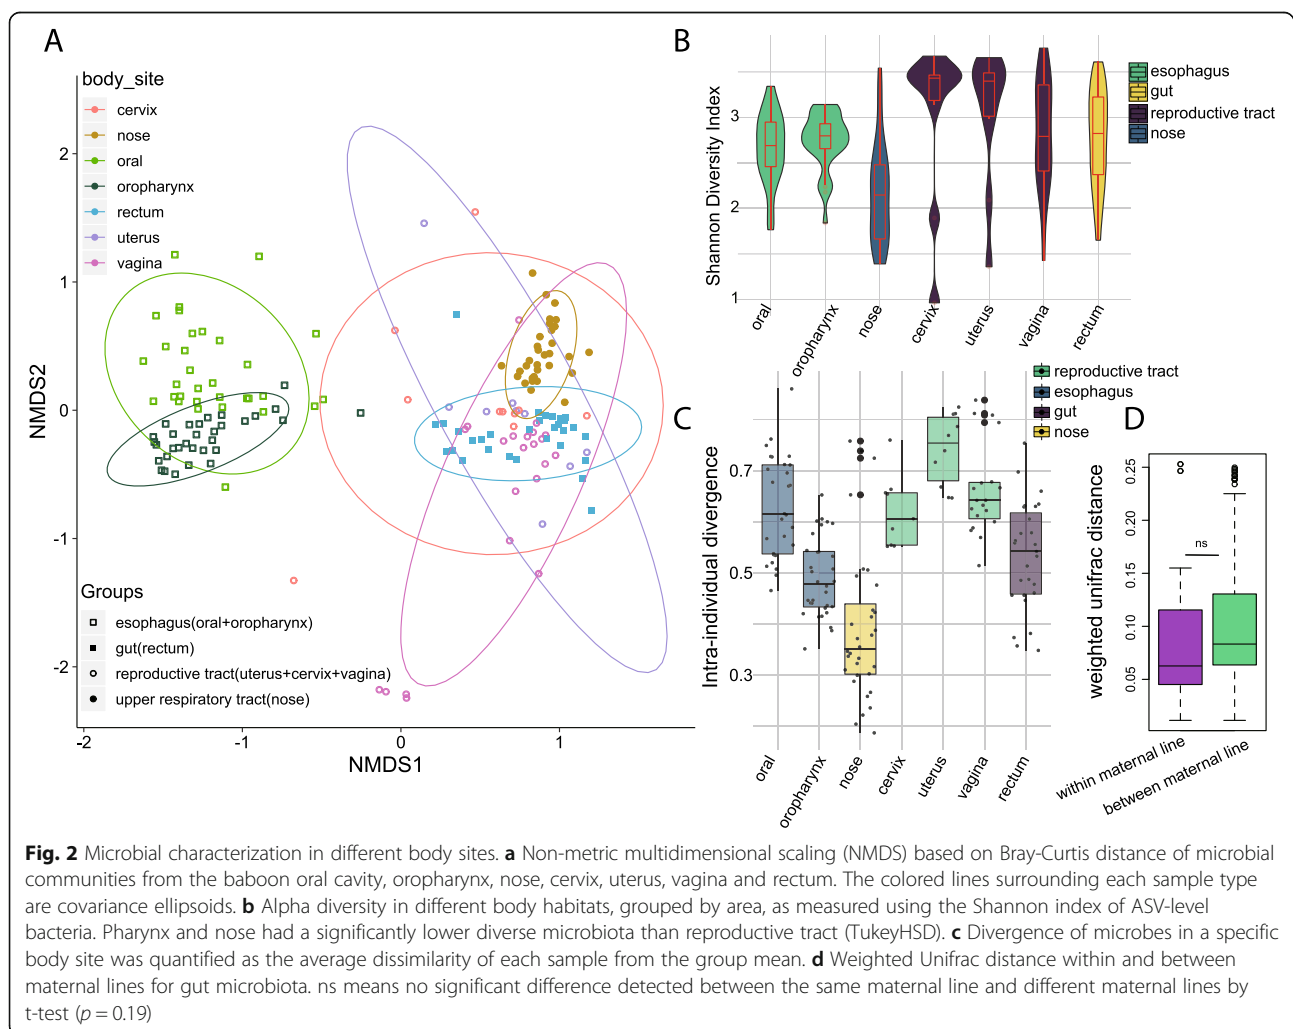 A
body_site
cervix
nose
oral
oropharynx
rectum
uterus
vagina
Groups
esophagus(oral+oropharynx)
gut(rectum)
reproductive tract(uterus+cervix+vagina)
upper respiratory tract(nose)
NMDS2
2
1
0
-1
-2
-2
-1
0
1
NMDS1
B
Shannon Diversity Index
3
2
1
oral
oropharynx
nose
cervix
uterus
vagina
rectum
esophagus
gut
reproductive tract
nose
C
Intra-individual divergence
0.7
0.5
0.3
oral
oropharynx
nose
cervix
uterus
vagina
rectum
reproductive tract
esophagus
gut
nose
D
weighted unifrac distance
0.25
0.20
0.15
0.10
0.05
ns
within maternal line
between maternal line
Fig. 2 Microbial characterization in different body sites. a Non-metric multidimensional scaling (NMDS) based on Bray-Curtis distance of microbial
communities from the baboon oral cavity, oropharynx, nose, cervix, uterus, vagina and rectum. The colored lines surrounding each sample type
are covariance ellipsoids. b Alpha diversity in different body habitats, grouped by area, as measured using the Shannon index of ASV-level
bacteria. Pharynx and nose had a significantly lower diverse microbiota than reproductive tract (TukeyHSD). c Divergence of microbes in a specific
body site was quantified as the average dissimilarity of each sample from the group mean. d Weighted Unifrac distance within and between
maternal lines for gut microbiota. ns means no significant difference detected between the same maternal line and different maternal lines by
t-test (p = 0.19)